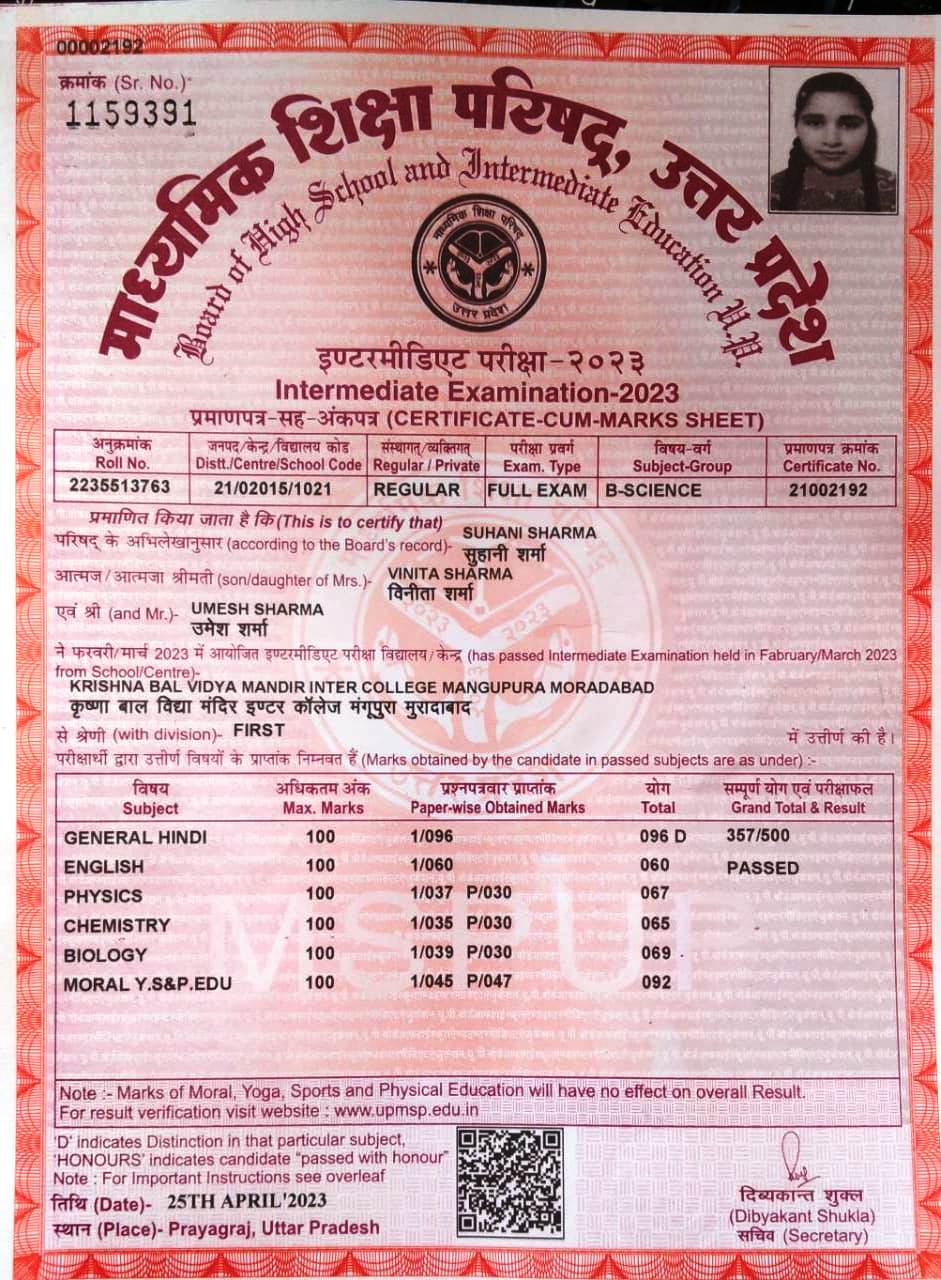 00002192
क्रमांक (Sr. No.)-
1159391
माध्यमिक शिक्षा परिषद्, उत्तर प्रदेश
Board of High School and Intermediate Education U.P.
माध्यमिक शिक्षा परिषद्
उत्तर प्रदेश
इण्टरमीडिएट परीक्षा-२०२३
Intermediate Examination-2023
प्रमाणपत्र-सह-अंकपत्र (CERTIFICATE-CUM-MARKS SHEET)
अनुक्रमांक जनपद/केन्द्र/विद्यालय कोड संस्थागत्/व्यक्तिगत् परीक्षा प्रवर्ग विषय-वर्ग प्रमाणपत्र क्रमांक
Roll No. Distt./Centre/School Code Regular / Private Exam. Type Subject-Group Certificate No.
2235513763 21/02015/1021 REGULAR FULL EXAM B-SCIENCE 21002192
प्रमाणित किया जाता है कि (This is to certify that)
परिषद् के अभिलेखानुसार (according to the Board's record)- SUHANI SHARMA
सुहानी शर्मा
आत्मज/आत्मजा श्रीमती (son/daughter of Mrs.)- VINITA SHARMA
विनीता शर्मा
एवं श्री (and Mr.)- UMESH SHARMA
उमेश शर्मा
ने फरवरी/मार्च 2023 में आयोजित इण्टरमीडिएट परीक्षा विद्यालय/केन्द्र (has passed Intermediate Examination held in Fabruary/March 2023
from School/Centre)-
KRISHNA BAL VIDYA MANDIR INTER COLLEGE MANGUPURA MORADABAD
कृष्णा बाल विद्या मंदिर इण्टर कॉलेज मंगूपुरा मुरादाबाद
से श्रेणी (with division)- FIRST में उत्तीर्ण की है।
परीक्षार्थी द्वारा उत्तीर्ण विषयों के प्राप्तांक निम्नवत हैं (Marks obtained by the candidate in passed subjects are as under) :-
विषय अधिकतम अंक प्रश्नपत्रवार प्राप्तांक योग सम्पूर्ण योग एवं परीक्षाफल
Subject Max. Marks Paper-wise Obtained Marks Total Grand Total & Result
GENERAL HINDI 100 1/096 096 D 357/500
ENGLISH 100 1/060 060 PASSED
PHYSICS 100 1/037 P/030 067
CHEMISTRY 100 1/035 P/030 065
BIOLOGY 100 1/039 P/030 069
MORAL Y.S&P.EDU 100 1/045 P/047 092
MSPUP
Note :- Marks of Moral, Yoga, Sports and Physical Education will have no effect on overall Result.
For result verification visit website : www.upmsp.edu.in
'D' indicates Distinction in that particular subject,
'HONOURS' indicates candidate "passed with honour"
Note : For Important Instructions see overleaf
तिथि (Date)- 25TH APRIL'2023
स्थान (Place)- Prayagraj, Uttar Pradesh
दिब्यकान्त शुक्ल
(Dibyakant Shukla)
सचिव (Secretary)